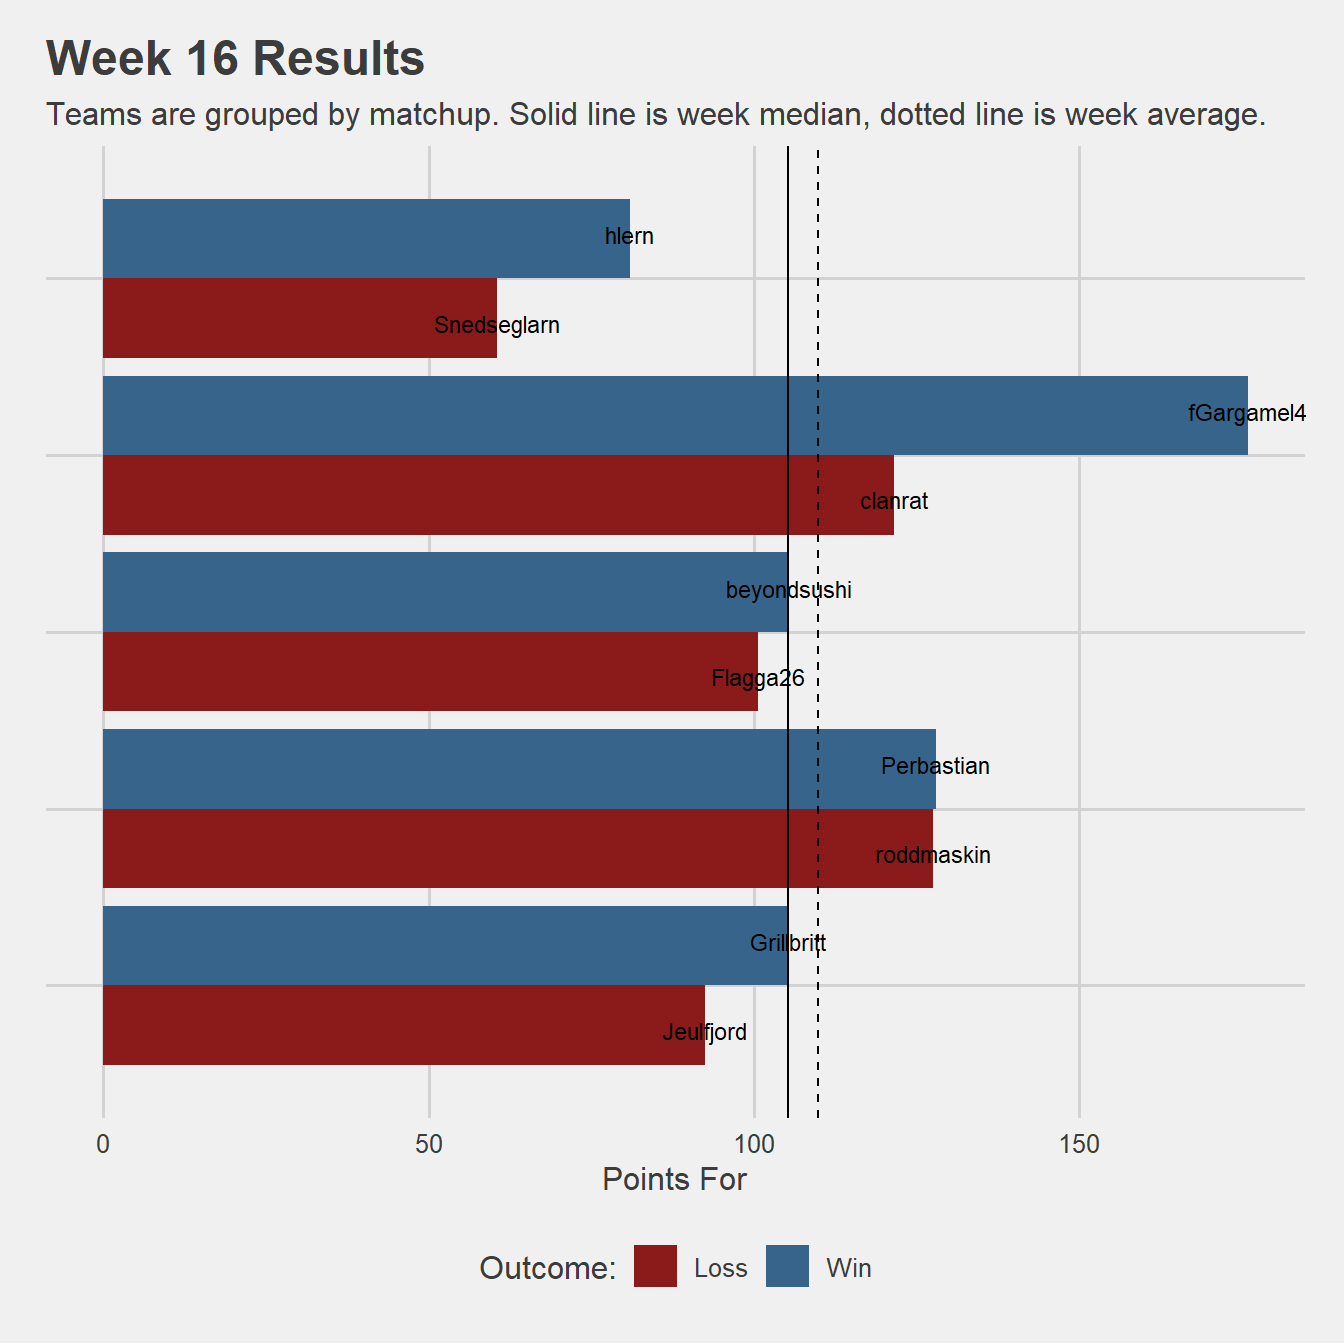 Week 16 Results
Teams are grouped by matchup. Solid line is week median, dotted line is week average.
hlern
Snedseglarn
fGargamel4
clanrat
beyondsushi
Flagga26
Perbastian
roddmaskin
Grillbritt
Jeulfjord
0 50 100 150
Points For
Outcome: Loss Win